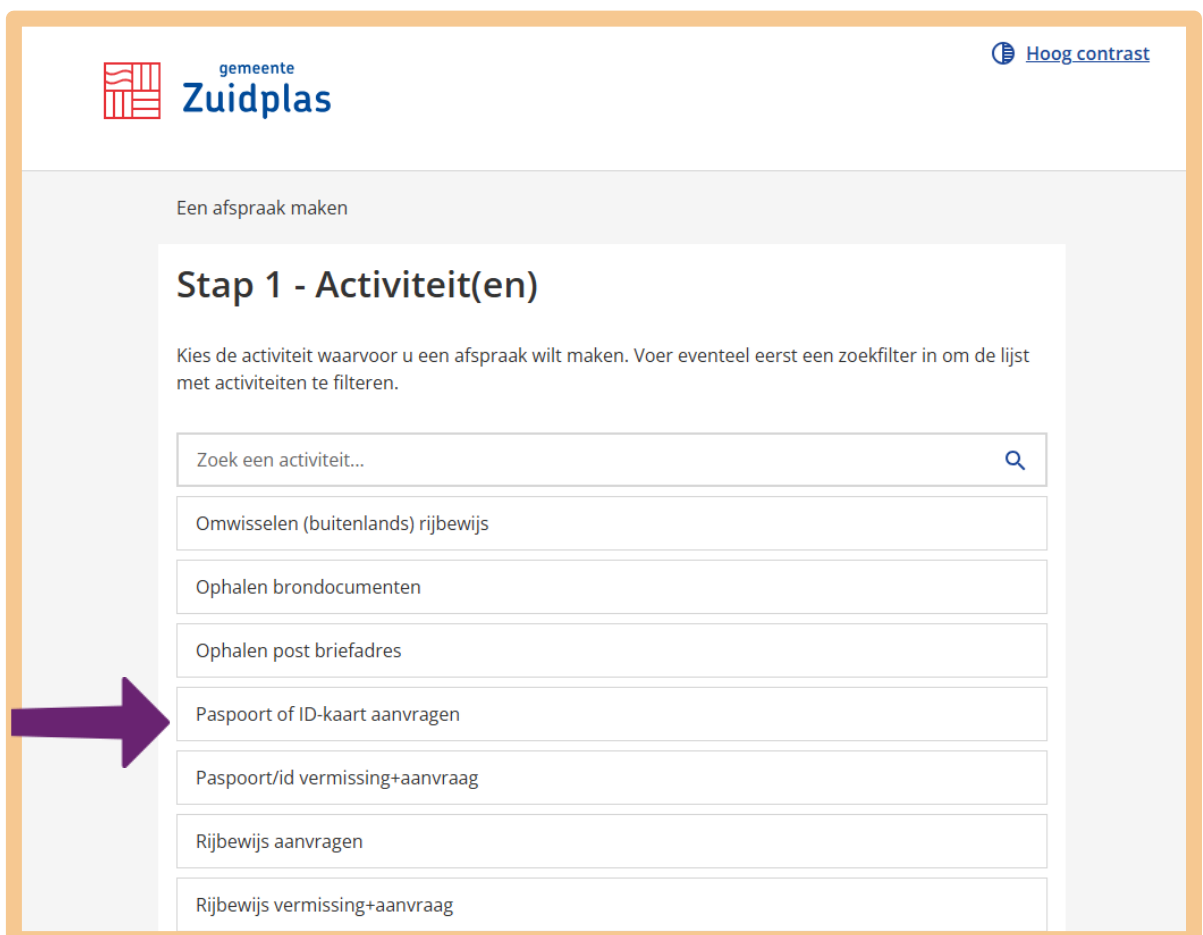 gemeente
Zuidplas
Hoog contrast
Een afspraak maken
Stap 1 - Activiteit(en)
Kies de activiteit waarvoor u een afspraak wilt maken. Voer eventeel eerst een zoekfilter in om de lijst
met activiteiten te filteren.
Zoek een activiteit...
Omwisselen (buitenlands) rijbewijs
Ophalen brondocumenten
Ophalen post briefadres
Paspoort of ID-kaart aanvragen
Paspoort/id vermissing+aanvraag
Rijbewijs aanvragen
Rijbewijs vermissing+aanvraag